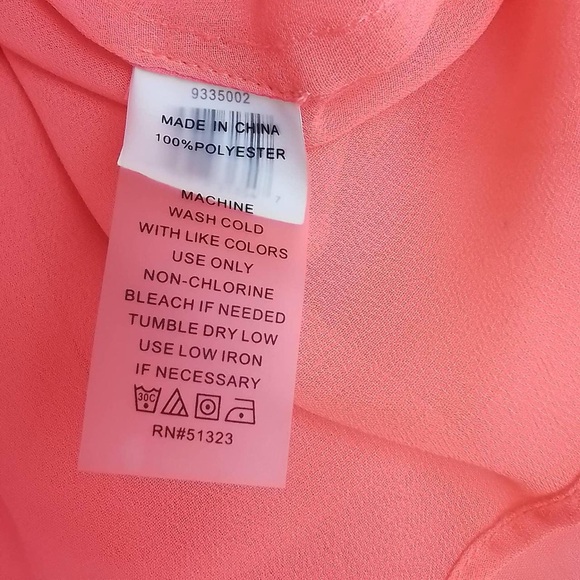 9335002
MADE IN CHINA
100%POLYESTER
7
MACHINE
WASH COLD
WITH LIKE COLORS
USE ONLY
NON-CHLORINE
BLEACH IF NEEDED
TUMBLE DRY LOW
USE LOW IRON
IF NECESSARY
30C
RN#51323